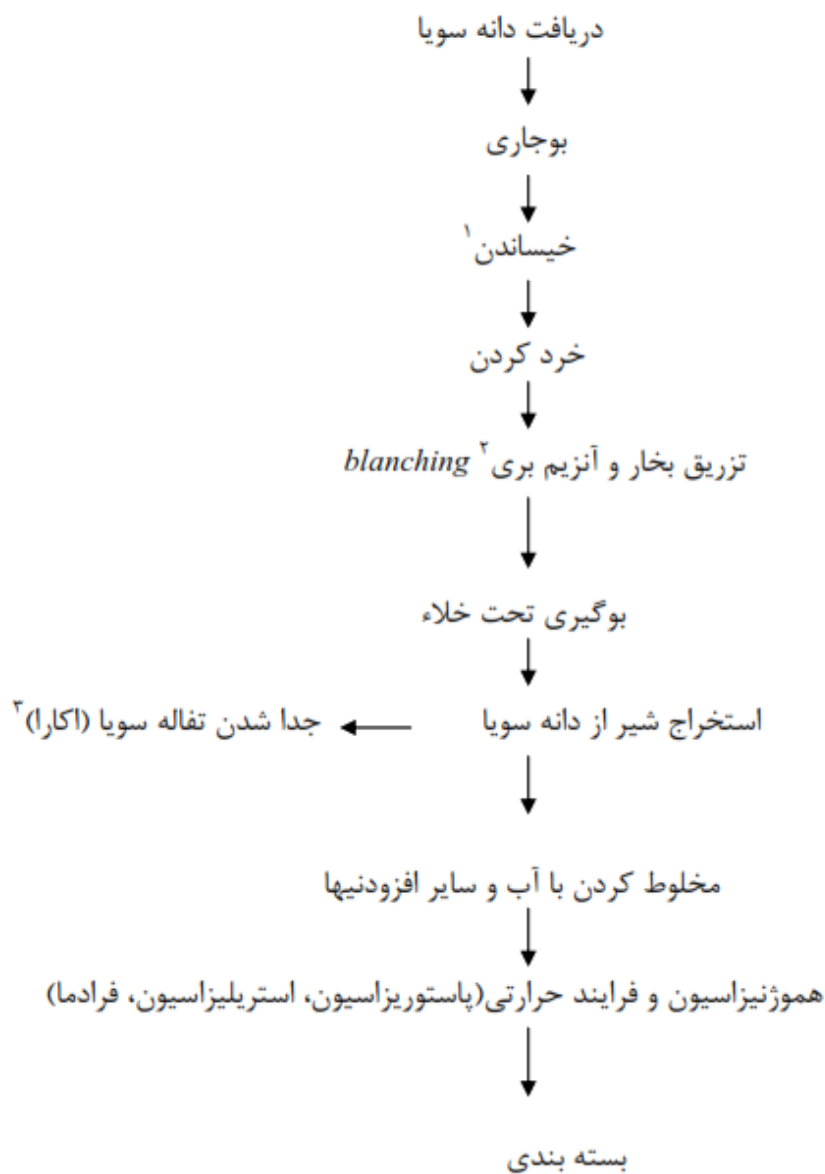 دریافت دانه سویا
بوجاری
خیساندن۱
خرد کردن
تزریق بخار و آنزیم بری۲ blanching
بوگیری تحت خلاء
استخراج شیر از دانه سویا
جدا شدن تفاله سویا (اکارا)۳
مخلوط کردن با آب و سایر افزودنیها
هموژنیزاسیون و فرایند حرارتی(پاستوریزاسیون، استریلیزاسیون، فرادما)
بسته بندی